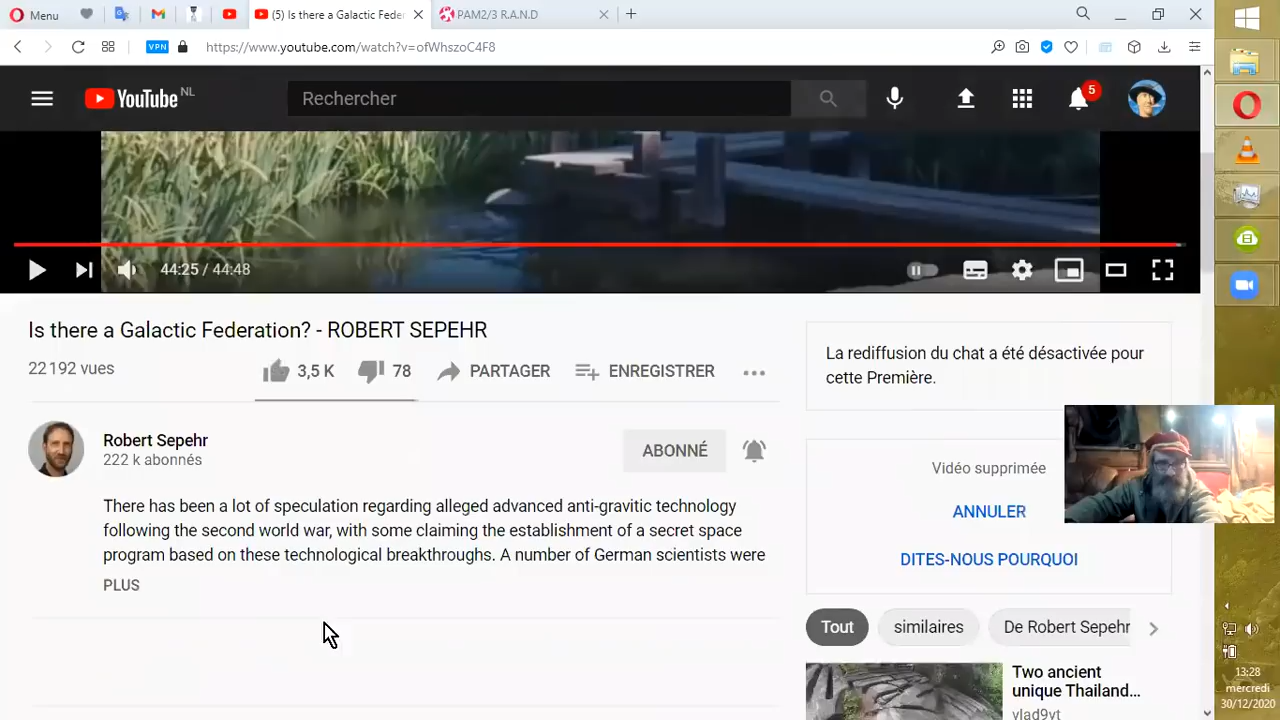 Menu
(5) Is there a Galactic Feder
PAM2/3 R.A.N.D
VPN
https://www.youtube.com/watch?v=ofWhszoC4F8
YouTube NL
Rechercher
5
44:25 / 44:48
Is there a Galactic Federation? - ROBERT SEPEHR
22 192 vues
3,5 K
78
PARTAGER
ENREGISTRER
Robert Sepehr
222 k abonnés
ABONNÉ
There has been a lot of speculation regarding alleged advanced anti-gravitic technology
following the second world war, with some claiming the establishment of a secret space
program based on these technological breakthroughs. A number of German scientists were
PLUS
La rediffusion du chat a été désactivée pour
cette Première.
Vidéo supprimée
ANNULER
DITES-NOUS POURQUOI
Tout
similaires
De Robert Sepehr
Two ancient
unique Thailand...
vlad9vt
13:28
mercredi
30/12/2020